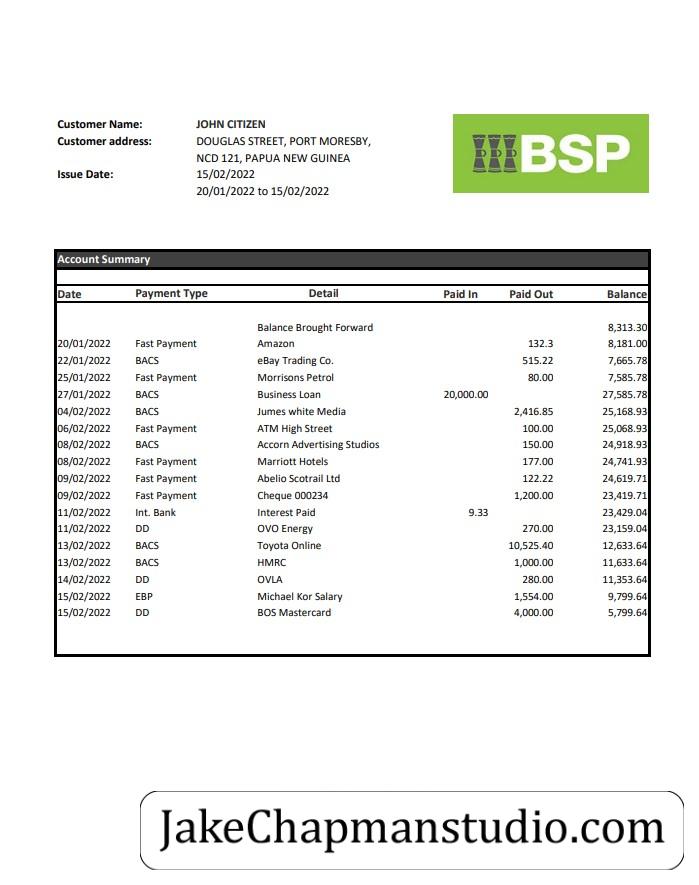 Customer Name: JOHN CITIZEN
Customer address: DOUGLAS STREET, PORT MORESBY,
NCD 121, PAPUA NEW GUINEA
Issue Date: 15/02/2022
20/01/2022 to 15/02/2022
BSP
Account Summary
Date Payment Type Detail Paid In Paid Out Balance
Balance Brought Forward 8,313.30
20/01/2022 Fast Payment Amazon 132.3 8,181.00
22/01/2022 BACS eBay Trading Co. 515.22 7,665.78
25/01/2022 Fast Payment Morrisons Petrol 80.00 7,585.78
27/01/2022 BACS Business Loan 20,000.00 27,585.78
04/02/2022 BACS Jumes white Media 2,416.85 25,168.93
06/02/2022 Fast Payment ATM High Street 100.00 25,068.93
08/02/2022 BACS Accorn Advertising Studios 150.00 24,918.93
08/02/2022 Fast Payment Marriott Hotels 177.00 24,741.93
09/02/2022 Fast Payment Abelio Scotrail Ltd 122.22 24,619.71
09/02/2022 Fast Payment Cheque 000234 1,200.00 23,419.71
11/02/2022 Int. Bank Interest Paid 9.33 23,429.04
11/02/2022 DD OVO Energy 270.00 23,159.04
13/02/2022 BACS Toyota Online 10,525.40 12,633.64
13/02/2022 BACS HMRC 1,000.00 11,633.64
14/02/2022 DD OVLA 280.00 11,353.64
15/02/2022 EBP Michael Kor Salary 1,554.00 9,799.64
15/02/2022 DD BOS Mastercard 4,000.00 5,799.64
JakeChapmanstudio.com